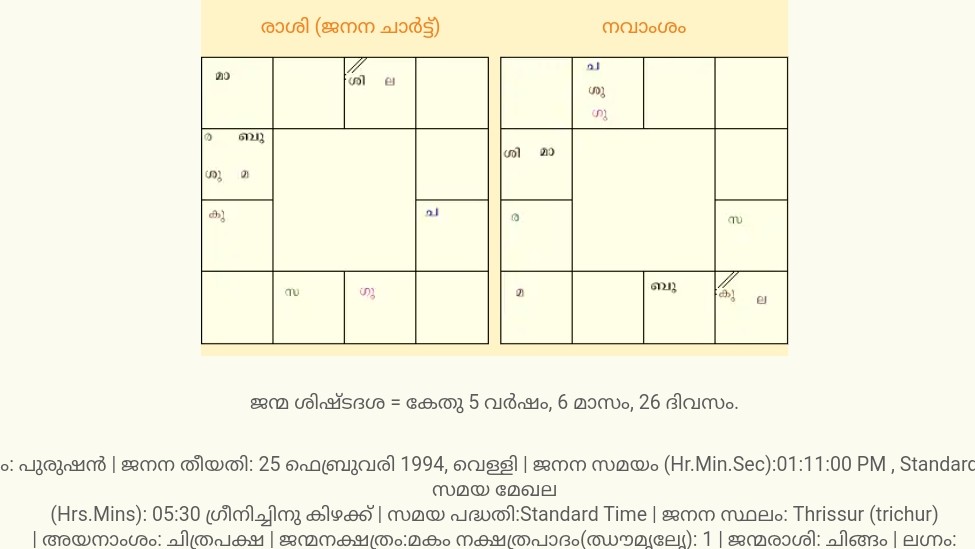 രാശി (ജനന ചാർട്ട്) നവാംശം
മാ ശി ല
ച
ശു
ഗു
ര ബു
ശു മ
ശി മാ
കു ച
ര സ
സ ഗു
മ ബു കു ല
ജന്മ ശിഷ്ടദശ = കേതു 5 വർഷം, 6 മാസം, 26 ദിവസം.
ം: പുരുഷൻ | ജനന തീയതി: 25 ഫെബ്രുവരി 1994, വെള്ളി | ജനന സമയം (Hr.Min.Sec):01:11:00 PM , Standard
സമയ മേഖല
(Hrs.Mins): 05:30 ഗ്രീനിച്ചിനു കിഴക്ക് | സമയ പദ്ധതി:Standard Time | ജനന സ്ഥലം: Thrissur (trichur)
| അയനാംശം: ചിത്രപക്ഷ | ജന്മനക്ഷത്രം:മകം നക്ഷത്രപാദം(ഝൗമൃല്യേ): 1 | ജന്മരാശി: ചിങ്ങം | ലഗ്നം: